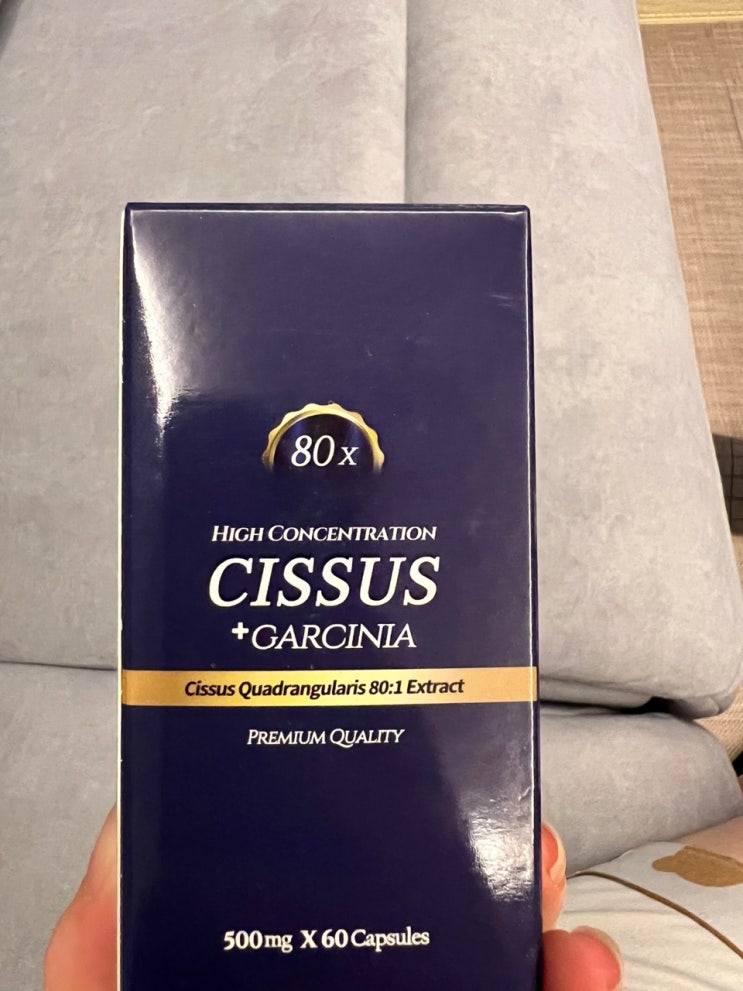 80x
HIGH CONCENTRATION
CISSUS
+GARCINIA
Cissus Quadrangularis 80:1 Extract
PREMIUM QUALITY
500mg X 60 Capsules